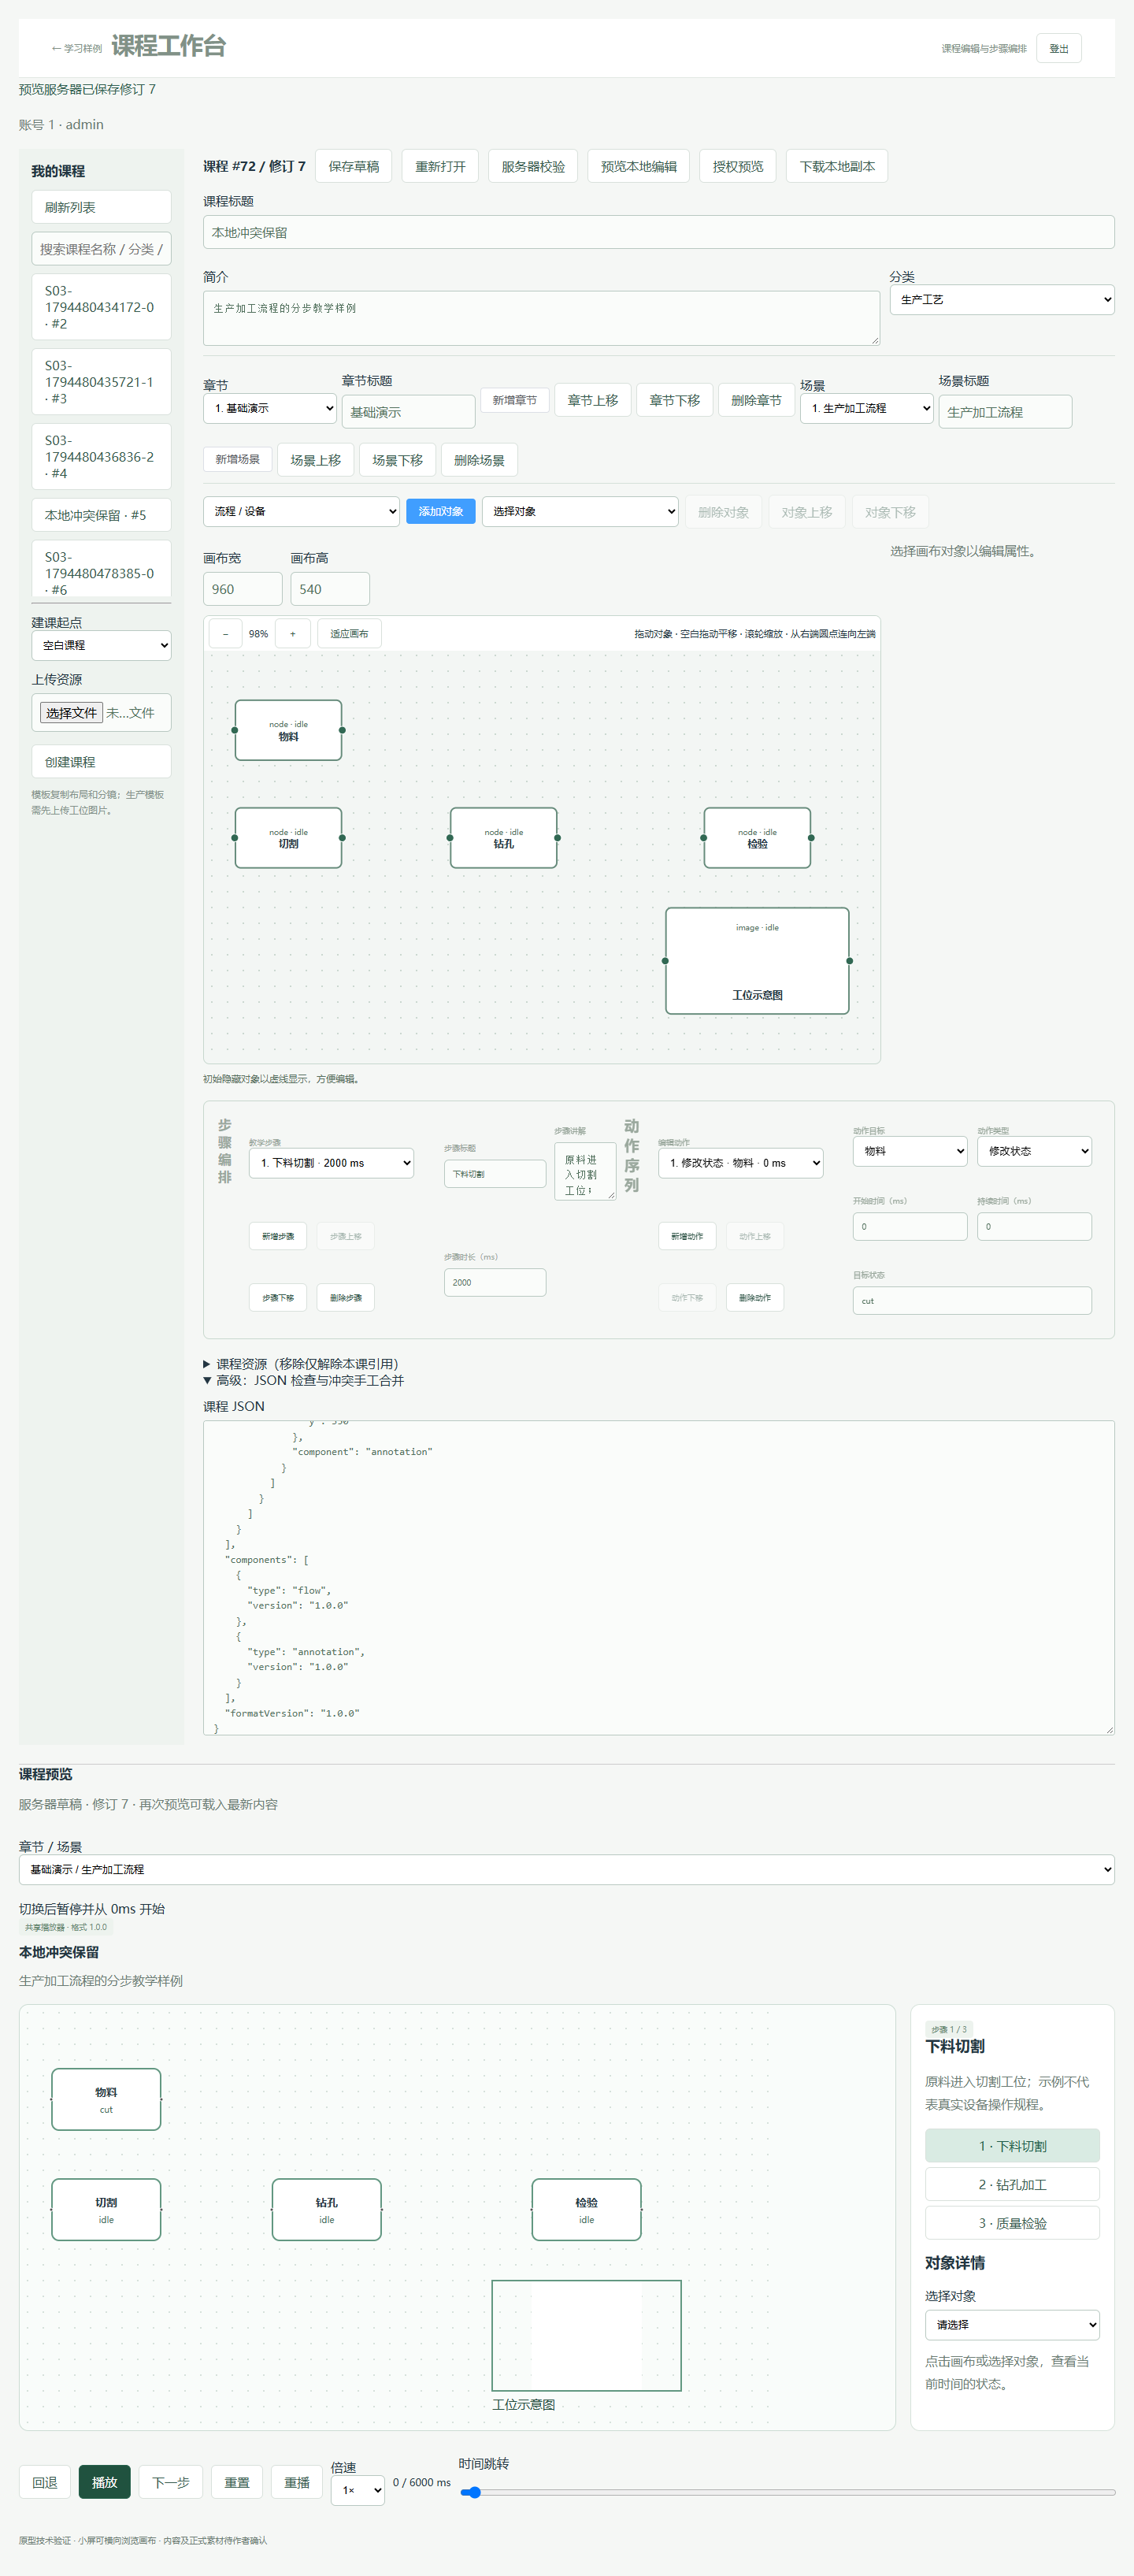 ← 学习样例 课程工作台
课程编辑与步骤编排 登出
预览服务器已保存修订 7
账号 1 · admin
我的课程
刷新列表
搜索课程名称 / 分类 /
S03-
1794480434172-0
· #2
S03-
1794480435721-1
· #3
S03-
1794480436836-2
· #4
本地冲突保留 · #5
S03-
1794480478385-0
· #6
建课起点
空白课程
上传资源
选择文件 未...文件
创建课程
模板复制布局和分镜；生产模板
需先上传工位图片。
课程 #72 / 修订 7 保存草稿 重新打开 服务器校验 预览本地编辑 授权预览 下载本地副本
课程标题
本地冲突保留
简介
生产加工流程的分步教学样例
分类
生产工艺
章节
1. 基础演示
章节标题
基础演示
新增章节 章节上移 章节下移 删除章节
场景
1. 生产加工流程
场景标题
生产加工流程
新增场景 场景上移 场景下移 删除场景
流程 / 设备 添加对象 选择对象 删除对象 对象上移 对象下移
画布宽
960
画布高
540
选择画布对象以编辑属性。
− 98% + 适应画布 拖动对象 · 空白拖动平移 · 滚轮缩放 · 从右端圆点连向左端
node · idle
物料
node · idle
切割
node · idle
钻孔
node · idle
检验
image · idle
工位示意图
初始隐藏对象以虚线显示，方便编辑。
步骤编排
教学步骤
1. 下料切割 · 2000 ms
新增步骤 步骤上移
步骤下移 删除步骤
步骤标题
下料切割
步骤时长（ms）
2000
步骤讲解
原料进
入切割
工位；
动作序列
编辑动作
1. 修改状态 · 物料 · 0 ms
新增动作 动作上移
动作下移 删除动作
动作目标
物料
动作类型
修改状态
开始时间（ms）
0
持续时间（ms）
0
目标状态
cut
▶ 课程资源（移除仅解除本课引用）
▼ 高级：JSON 检查与冲突手工合并
课程 JSON
},
"component": "annotation"
}
]
}
]
}
],
"components": [
{
"type": "flow",
"version": "1.0.0"
},
{
"type": "annotation",
"version": "1.0.0"
}
],
"formatVersion": "1.0.0"
}
课程预览
服务器草稿 · 修订 7 · 再次预览可载入最新内容
章节 / 场景
基础演示 / 生产加工流程
切换后暂停并从 0ms 开始
共享播放器 · 格式 1.0.0
本地冲突保留
生产加工流程的分步教学样例
物料
cut
切割
idle
钻孔
idle
检验
idle
工位示意图
步骤 1 / 3
下料切割
原料进入切割工位；示例不代
表真实设备操作规程。
1 · 下料切割
2 · 钻孔加工
3 · 质量检验
对象详情
选择对象
请选择
点击画布或选择对象，查看当
前时间的状态。
回退 播放 下一步 重置 重播
倍速
1×
0 / 6000 ms
时间跳转
原型技术验证 · 小屏可横向浏览画布 · 内容及正式素材待作者确认